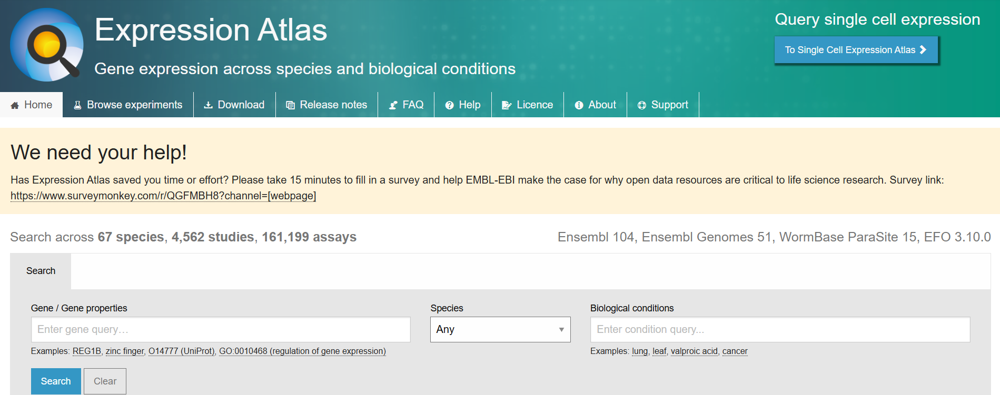 Expression Atlas
Gene expression across species and biological conditions
Query single cell expression
To Single Cell Expression Atlas
Home
Browse experiments
Download
Release notes
FAQ
Help
Licence
About
Support
We need your help!
Has Expression Atlas saved you time or effort? Please take 15 minutes to fill in a survey and help EMBL-EBI make the case for why open data resources are critical to life science research. Survey link:
https://www.surveymonkey.com/r/QGFMBH8?channel=[webpage]
Search across 67 species, 4,562 studies, 161,199 assays
Ensembl 104, Ensembl Genomes 51, WormBase ParaSite 15, EFO 3.10.0
Search
Gene / Gene properties
Enter gene query…
Examples: REG1B, zinc finger, O14777 (UniProt), GO:0010468 (regulation of gene expression)
Species
Any
Biological conditions
Enter condition query...
Examples: lung, leaf, valproic acid, cancer
Search
Clear